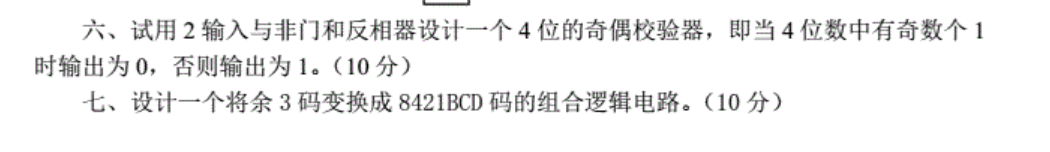 六、试用 2 输入与非门和反相器设计一个 4 位的奇偶校验器，即当 4 位数中有奇数个 1
时输出为 0，否则输出为 1。（10 分）
七、设计一个将余 3 码变换成 8421BCD 码的组合逻辑电路。（10 分）